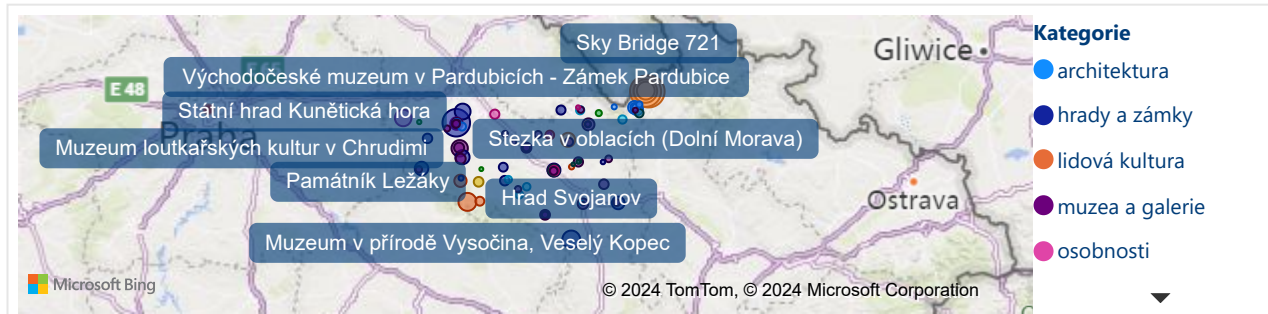 Kategorie
architektura
hrady a zámky
lidová kultura
muzea a galerie
osobnosti
Sky Bridge 721
Gliwice
Východočeské muzeum v Pardubicích - Zámek Pardubice
E 48
Státní hrad Kunětická hora
Praha
Stezka v oblacích (Dolní Morava)
Muzeum loutkařských kultur v Chrudimi
Památník Ležáky
Hrad Svojanov
Ostrava
Muzeum v přírodě Vysočina, Veselý Kopec
Microsoft Bing
© 2024 TomTom, © 2024 Microsoft Corporation